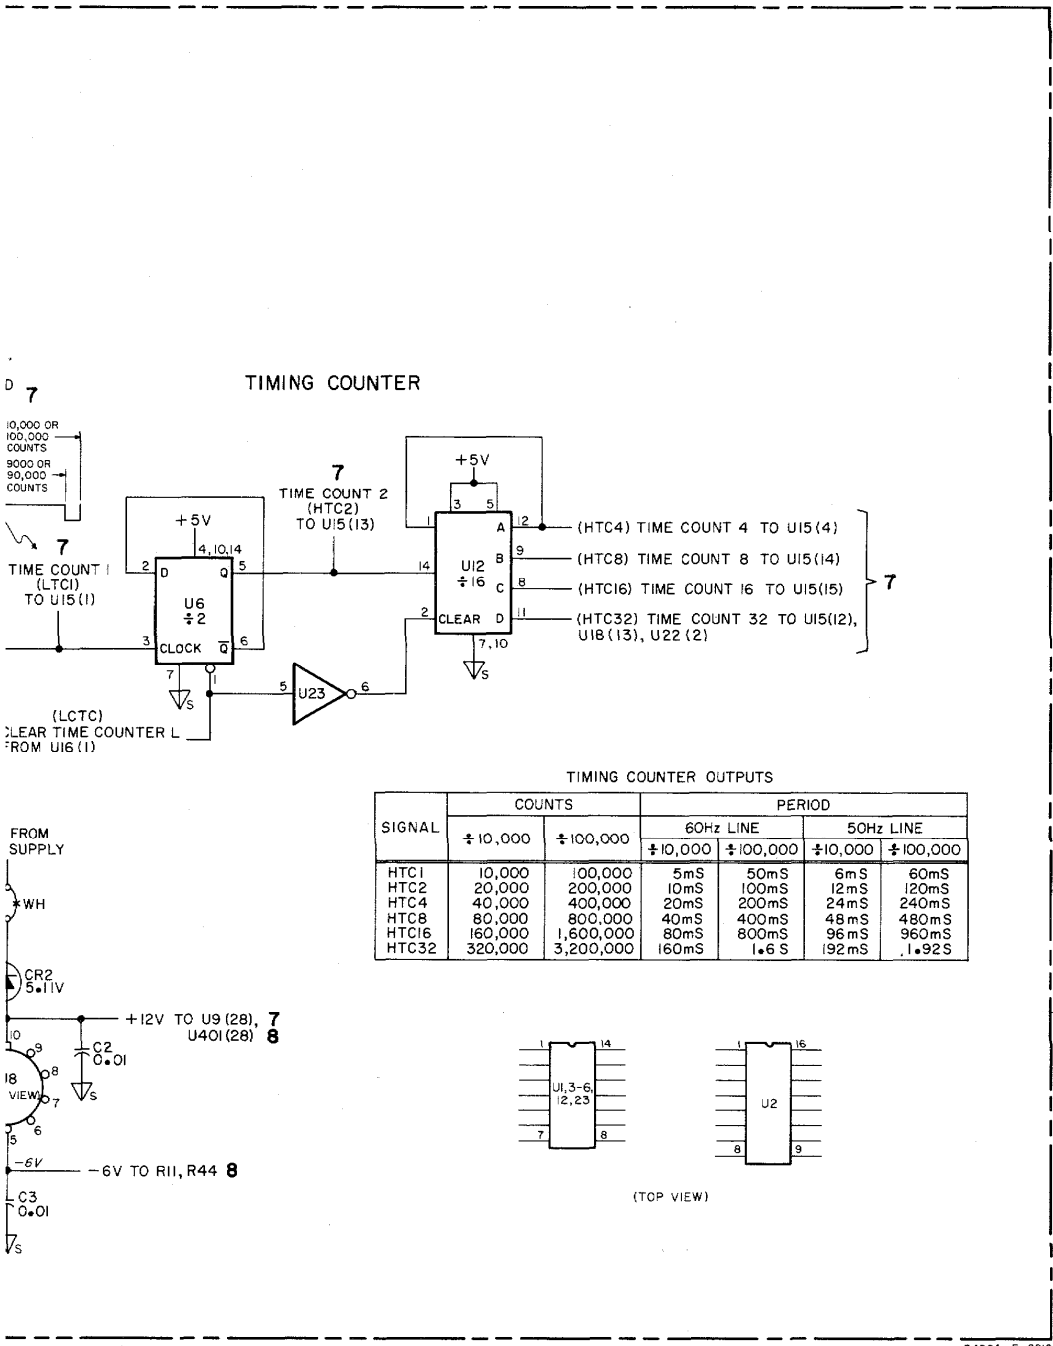 TIMING COUNTER
D 7
10,000 OR
100,000
COUNTS
9000 OR
90,000
COUNTS
7
TIME COUNT 1
(LTC1)
TO U15(1)
+5V
4,10,14
2 D Q 5
U6
÷2
3 CLOCK Q 6
7
S
1
7
TIME COUNT 2
(HTC2)
TO U15(13)
5 U23 6
(LCTC)
CLEAR TIME COUNTER L
FROM U16(1)
+5V
3 5
1 A 12
B 9
14 U12
÷16
C 8
2 CLEAR D 11
7,10
S
(HTC4) TIME COUNT 4 TO U15(4)
(HTC8) TIME COUNT 8 TO U15(14)
(HTC16) TIME COUNT 16 TO U15(15)
(HTC32) TIME COUNT 32 TO U15(12),
U18(13), U22(2)
7
TIMING COUNTER OUTPUTS
SIGNAL COUNTS PERIOD
÷10,000 ÷100,000 60Hz LINE 50Hz LINE
÷10,000 ÷100,000 ÷10,000 ÷100,000
HTC1 10,000 100,000 5mS 50mS 6mS 60mS
HTC2 20,000 200,000 10mS 100mS 12mS 120mS
HTC4 40,000 400,000 20mS 200mS 24mS 240mS
HTC8 80,000 800,000 40mS 400mS 48mS 480mS
HTC16 160,000 1,600,000 80mS 800mS 96mS 960mS
HTC32 320,000 3,200,000 160mS 1.6S 192mS 1.92S
FROM
SUPPLY
WH
CR2
5.11V
+12V TO U9(28), 7
U401(28) 8
C2
0.01
S
10
9
8
7
6
5
18
VIEW)
-6V
-6V TO R11, R44 8
C3
0.01
S
1 14
U1,3-6,
12,23
7 8
1 16
U2
8 9
(TOP VIEW)